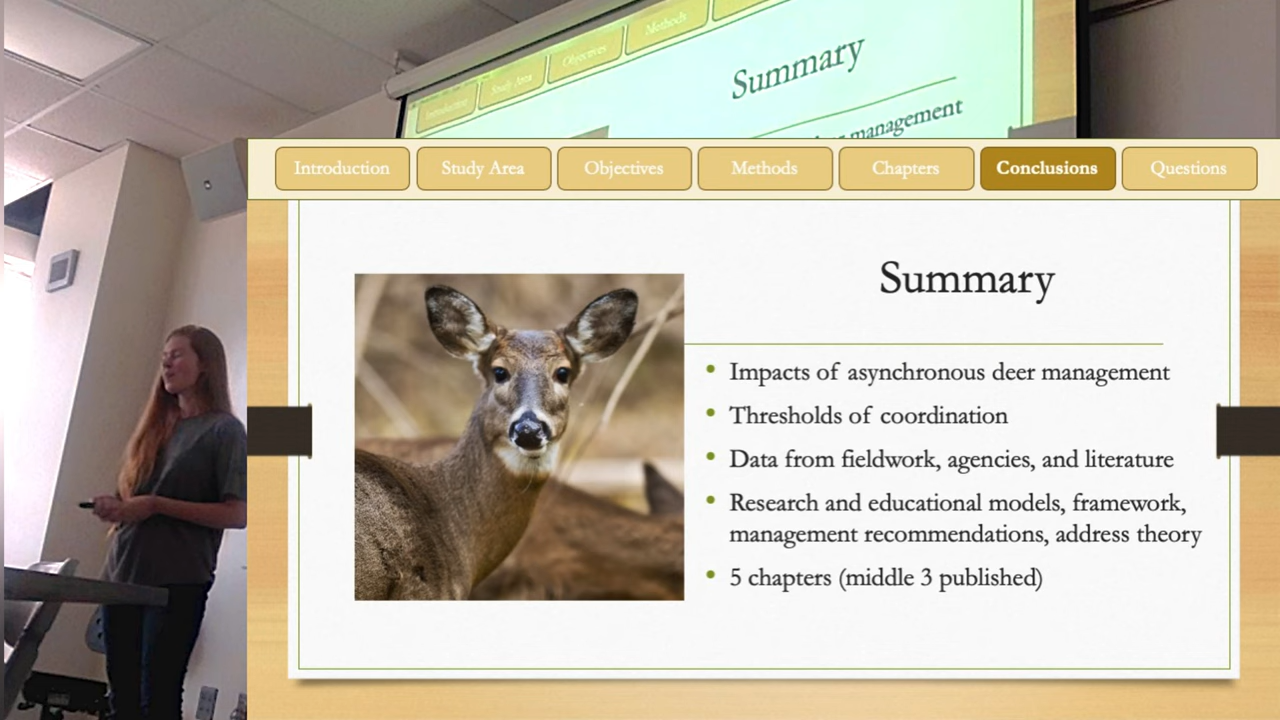 Introduction
Study Area
Objectives
Methods
Summary
management
Introduction
Study Area
Objectives
Methods
Chapters
Conclusions
Questions
Summary
Impacts of asynchronous deer management
Thresholds of coordination
Data from fieldwork, agencies, and literature
Research and educational models, framework,
management recommendations, address theory
5 chapters (middle 3 published)